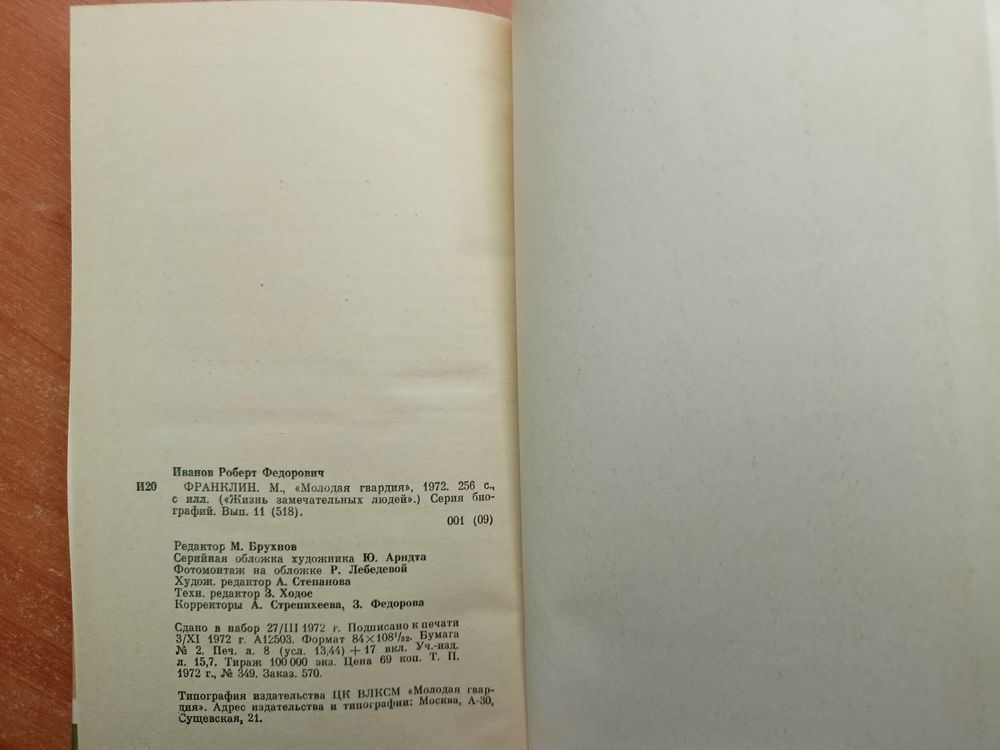 Иванов Роберт Федорович
И20 ФРАНКЛИН. М., «Молодая гвардия», 1972. 256 с.,
с илл. («Жизнь замечательных людей».) Серия био-
графий. Вып. 11 (518).
001 (09)
Редактор М. Брухнов
Серийная обложка художника Ю. Арндта
Фотомонтаж на обложке Р. Лебедевой
Худож. редактор А. Степанова
Техн. редактор З. Ходос
Корректоры А. Стрепихеева, З. Федорова
Сдано в набор 27/III 1972 г. Подписано к печати
3/XI 1972 г. А12503. Формат 84×108¹/₃₂. Бумага
№ 2. Печ. л. 8 (усл. 13,44) + 17 вкл. Уч.-изд.
л. 15,7. Тираж 100 000 экз. Цена 69 коп. Т. П.
1972 г., № 349. Заказ. 570.
Типография издательства ЦК ВЛКСМ «Молодая гвар-
дия». Адрес издательства и типографии: Москва, А-30,
Сущевская, 21.